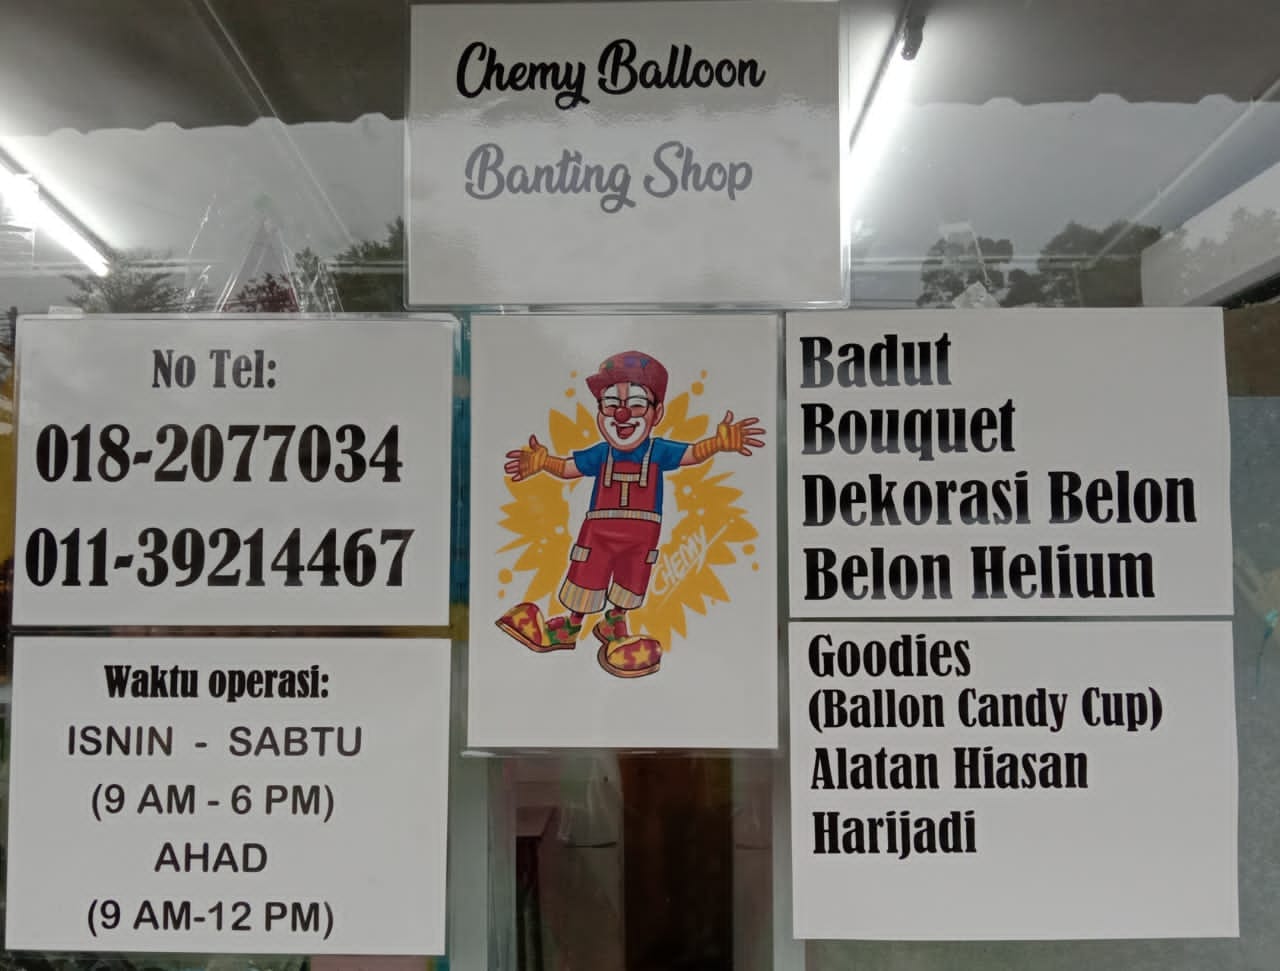 Chemy Balloon
Banting Shop
No Tel:
018-2077034
011-39214467
Waktu operasi:
ISNIN - SABTU
(9 AM - 6 PM)
AHAD
(9 AM-12 PM)
CHEMY
Badut
Bouquet
Dekorasi Belon
Belon Helium
Goodies
(Ballon Candy Cup)
Alatan Hiasan
Harijadi